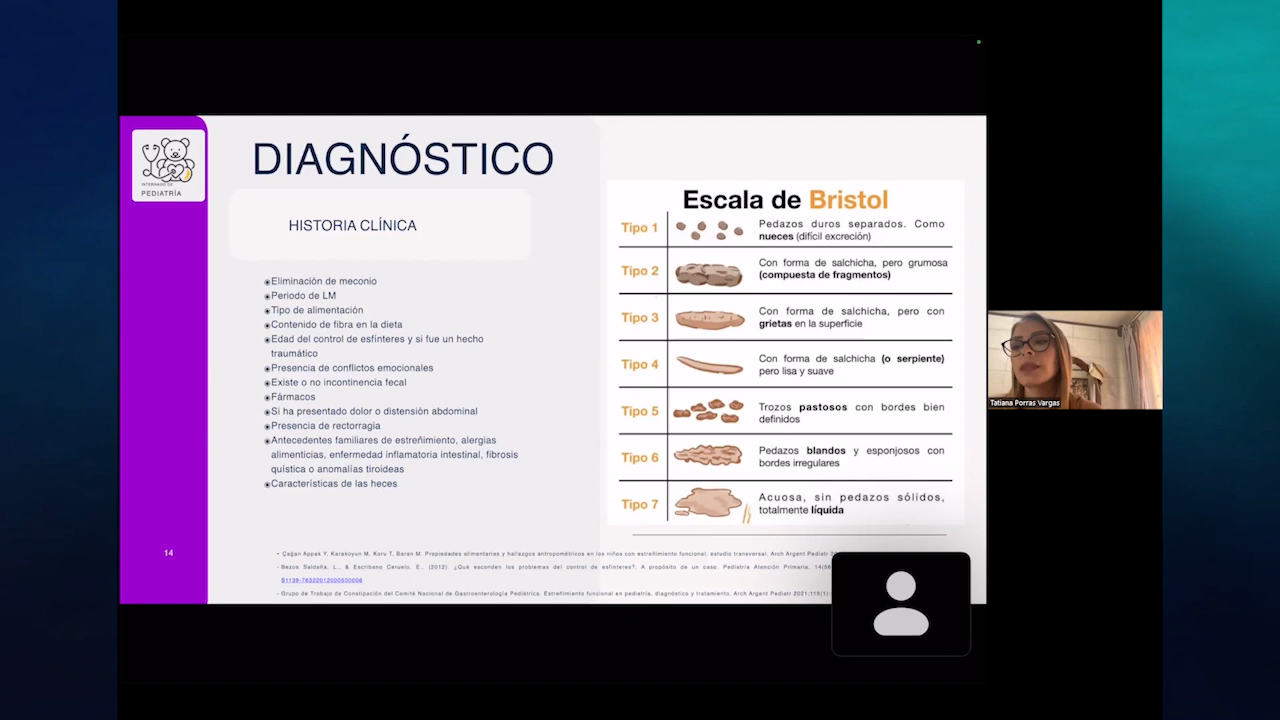 INTERNADO DE
PEDIATRÍA
DIAGNÓSTICO
HISTORIA CLÍNICA
Eliminación de meconio
Periodo de LM
Tipo de alimentación
Contenido de fibra en la dieta
Edad del control de esfínteres y si fue un hecho
traumático
Presencia de conflictos emocionales
Existe o no incontinencia fecal
Fármacos
Si ha presentado dolor o distensión abdominal
Presencia de rectorragia
Antecedentes familiares de estreñimiento, alergias
alimenticias, enfermedad inflamatoria intestinal, fibrosis
quística o anomalías tiroideas
Características de las heces
Escala de Bristol
Tipo 1
Pedazos duros separados. Como
nueces (difícil excreción)
Tipo 2
Con forma de salchicha, pero grumosa
(compuesta de fragmentos)
Tipo 3
Con forma de salchicha, pero con
grietas en la superficie
Tipo 4
Con forma de salchicha (o serpiente)
pero lisa y suave
Tipo 5
Trozos pastosos con bordes bien
definidos
Tipo 6
Pedazos blandos y esponjosos con
bordes irregulares
Tipo 7
Acuosa, sin pedazos sólidos,
totalmente líquida
14
• Çağan Appak Y, Karakoyun M, Koru T, Baran M. Propiedades alimentarias y hallazgos antropométricos en los niños con estreñimiento funcional: estudio transversal. Arch Argent Pediatr
- Bezos Saldaña, L., & Escribano Ceruelo, E.. (2012). ¿Qué esconden los problemas del control de esfínteres?: A propósito de un caso. Pediatría Atención Primaria, 14(56
S1139-76322012000500006
- Grupo de Trabajo de Constipación del Comité Nacional de Gastroenterología Pediátrica. Estreñimiento funcional en pediatría, diagnóstico y tratamiento. Arch Argent Pediatr 2021;119(1):
Tatiana Porras Vargas